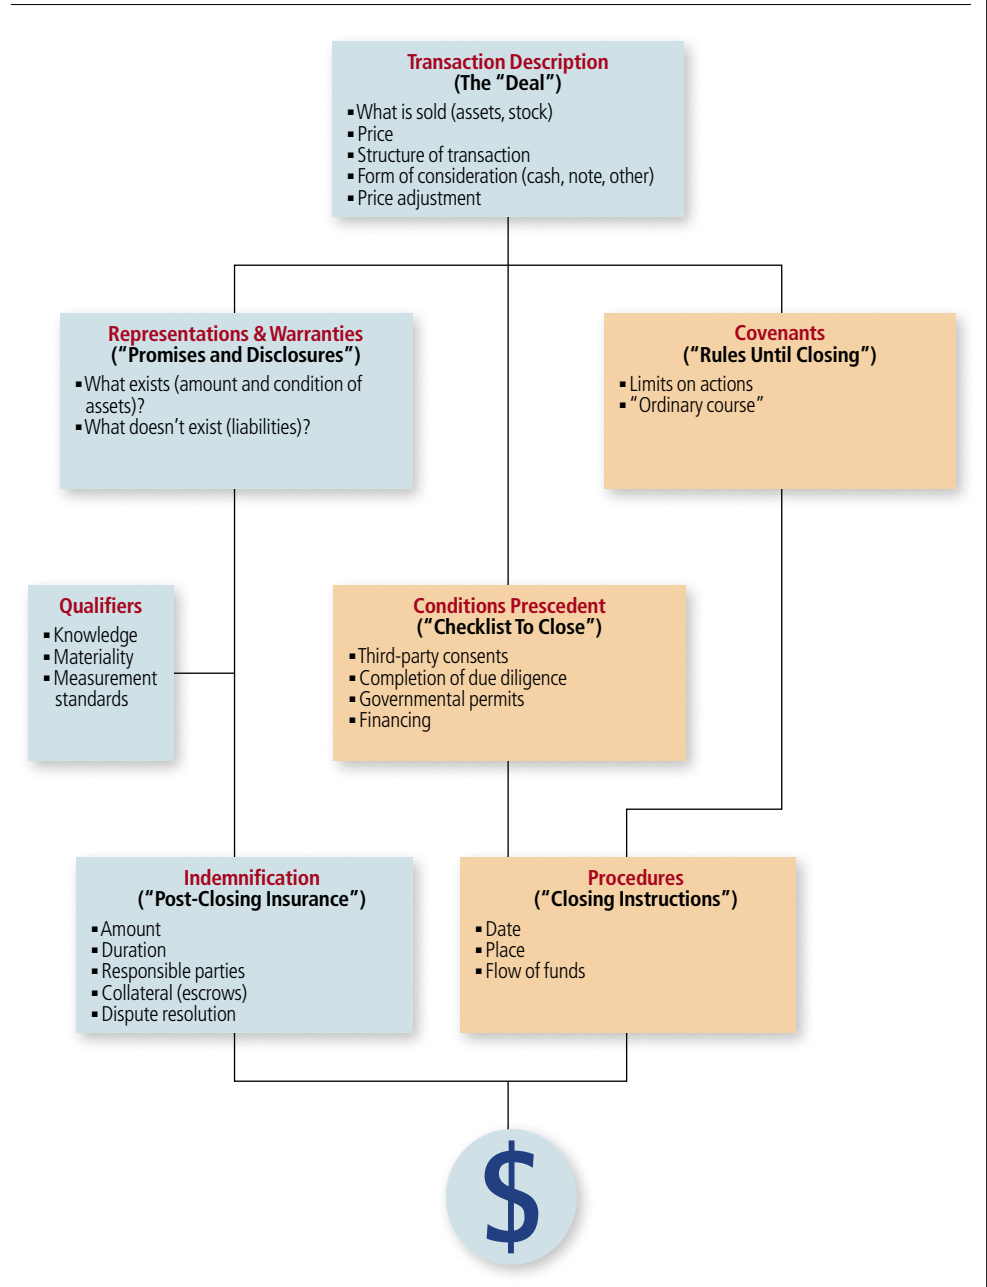 Transaction Description
(The “Deal”)
▪ What is sold (assets, stock)
▪ Price
▪ Structure of transaction
▪ Form of consideration (cash, note, other)
▪ Price adjustment
Representations & Warranties
(“Promises and Disclosures”)
▪ What exists (amount and condition of
assets)?
▪ What doesn’t exist (liabilities)?
Covenants
(“Rules Until Closing”)
▪ Limits on actions
▪ “Ordinary course”
Qualifiers
▪ Knowledge
▪ Materiality
▪ Measurement
standards
Conditions Prescedent
(“Checklist To Close”)
▪ Third-party consents
▪ Completion of due diligence
▪ Governmental permits
▪ Financing
Indemnification
(“Post-Closing Insurance”)
▪ Amount
▪ Duration
▪ Responsible parties
▪ Collateral (escrows)
▪ Dispute resolution
Procedures
(“Closing Instructions”)
▪ Date
▪ Place
▪ Flow of funds
$